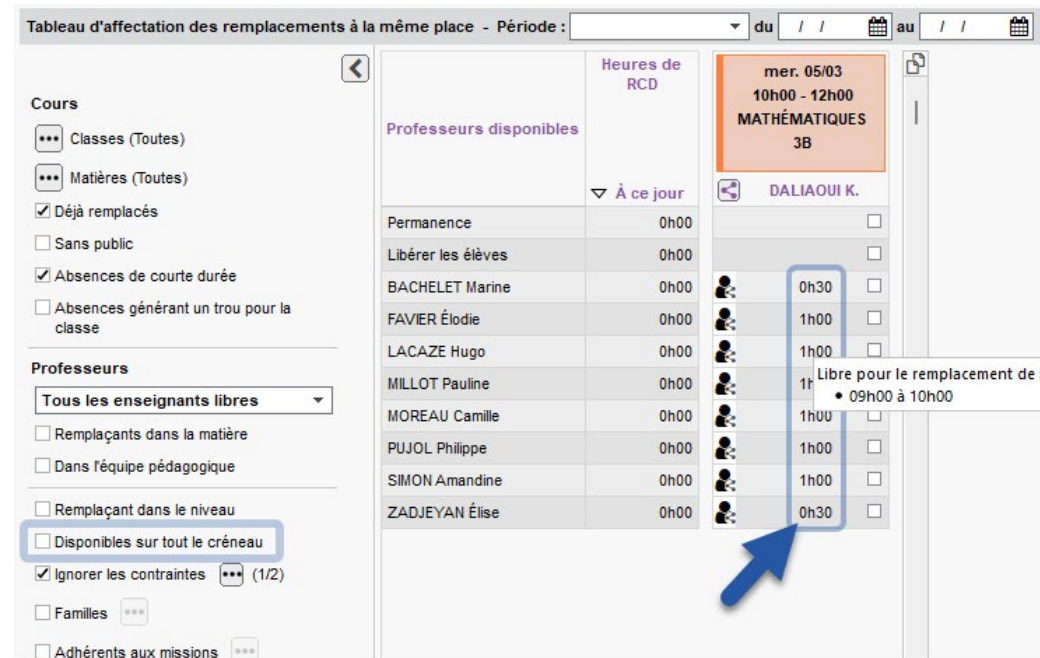 Tableau d'affectation des remplacements à la même place - Période : du / / au / /
Cours
Classes (Toutes)
Matières (Toutes)
Déjà remplacés
Sans public
Absences de courte durée
Absences générant un trou pour la
classe
Professeurs
Tous les enseignants libres
Remplaçants dans la matière
Dans l'équipe pédagogique
Remplaçant dans le niveau
Disponibles sur tout le créneau
Ignorer les contraintes (1/2)
Familles
Adhérents aux missions
Professeurs disponibles
Heures de
RCD
À ce jour
mer. 05/03
10h00 - 12h00
MATHÉMATIQUES
3B
DALIAOUI K.
Permanence 0h00
Libérer les élèves 0h00
BACHELET Marine 0h00 0h30
FAVIER Élodie 0h00 1h00
LACAZE Hugo 0h00 1h00
MILLOT Pauline 0h00
MOREAU Camille 0h00 1h00
PUJOL Philippe 0h00 1h00
SIMON Amandine 0h00 1h00
ZADJEYAN Élise 0h00 0h30
Libre pour le remplacement de
• 09h00 à 10h00